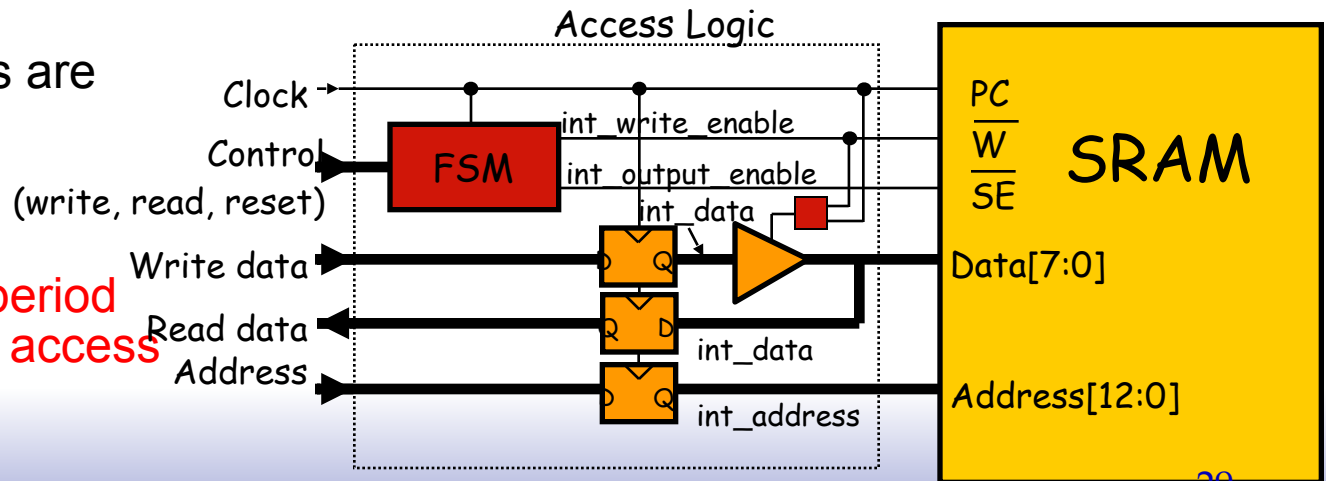 Access Logic
s are
Clock
Control
(write, read, reset)
FSM
int_write_enable
int_output_enable
int_data
Write data
D Q
period
Read data
Q D
access
int_data
Address
D Q
int_address
PC
W
SE
SRAM
Data[7:0]
Address[12:0]